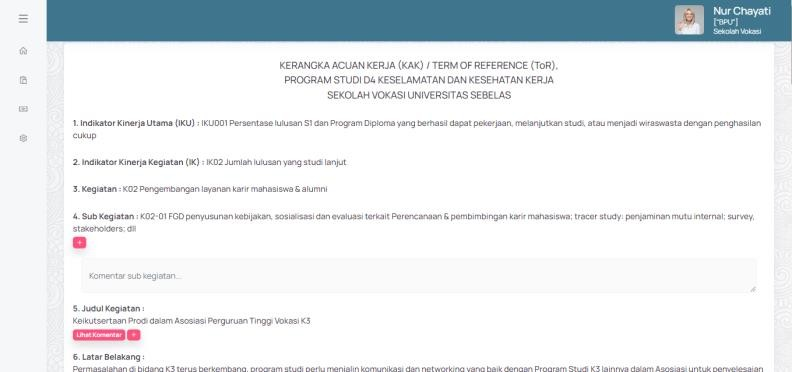 Nur Chayati
["BPU"]
Sekolah Vokasi
KERANGKA ACUAN KERJA (KAK) / TERM OF REFERENCE (ToR),
PROGRAM STUDI D4 KESELAMATAN DAN KESEHATAN KERJA
SEKOLAH VOKASI UNIVERSITAS SEBELAS
1. Indikator Kinerja Utama (IKU) : IKU001 Persentase lulusan S1 dan Program Diploma yang berhasil dapat pekerjaan, melanjutkan studi, atau menjadi wiraswasta dengan penghasilan
cukup
2. Indikator Kinerja Kegiatan (IK) : IK02 Jumlah lulusan yang studi lanjut
3. Kegiatan : K02 Pengembangan layanan karir mahasiswa & alumni
4. Sub Kegiatan : K02-01 FGD penyusunan kebijakan, sosialisasi dan evaluasi terkait Perencanaan & pembimbingan karir mahasiswa; tracer study: penjaminan mutu internal; survey,
stakeholders; dll
+
Komentar sub kegiatan...
5. Judul Kegiatan :
Keikutsertaan Prodi dalam Asosiasi Perguruan Tinggi Vokasi K3
Lihat Komentar +
6. Latar Belakang :
Permasalahan di bidang K3 terus berkembang, program studi perlu menjalin komunikasi dan networking yang baik dengan Program Studi K3 lainnya dalam Asosiasi untuk penyelesaian